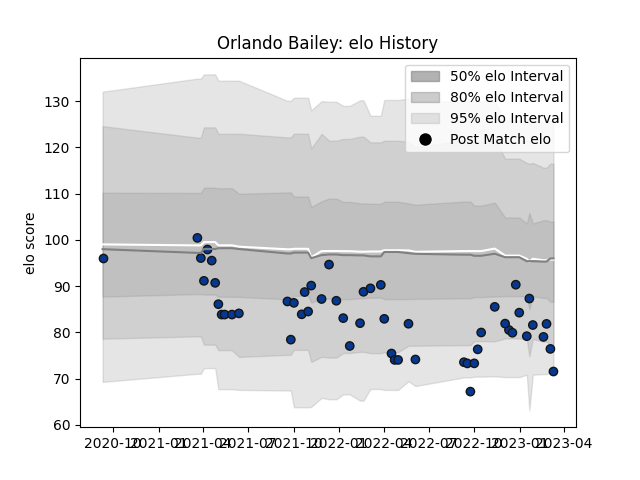 Orlando Bailey: elo History
50% elo Interval
80% elo Interval
95% elo Interval
Post Match elo
elo score
130
120
110
100
90
80
70
60
2020-10 2021-01 2021-04 2021-07 2021-10 2022-01 2022-04 2022-07 2022-10 2023-01 2023-04